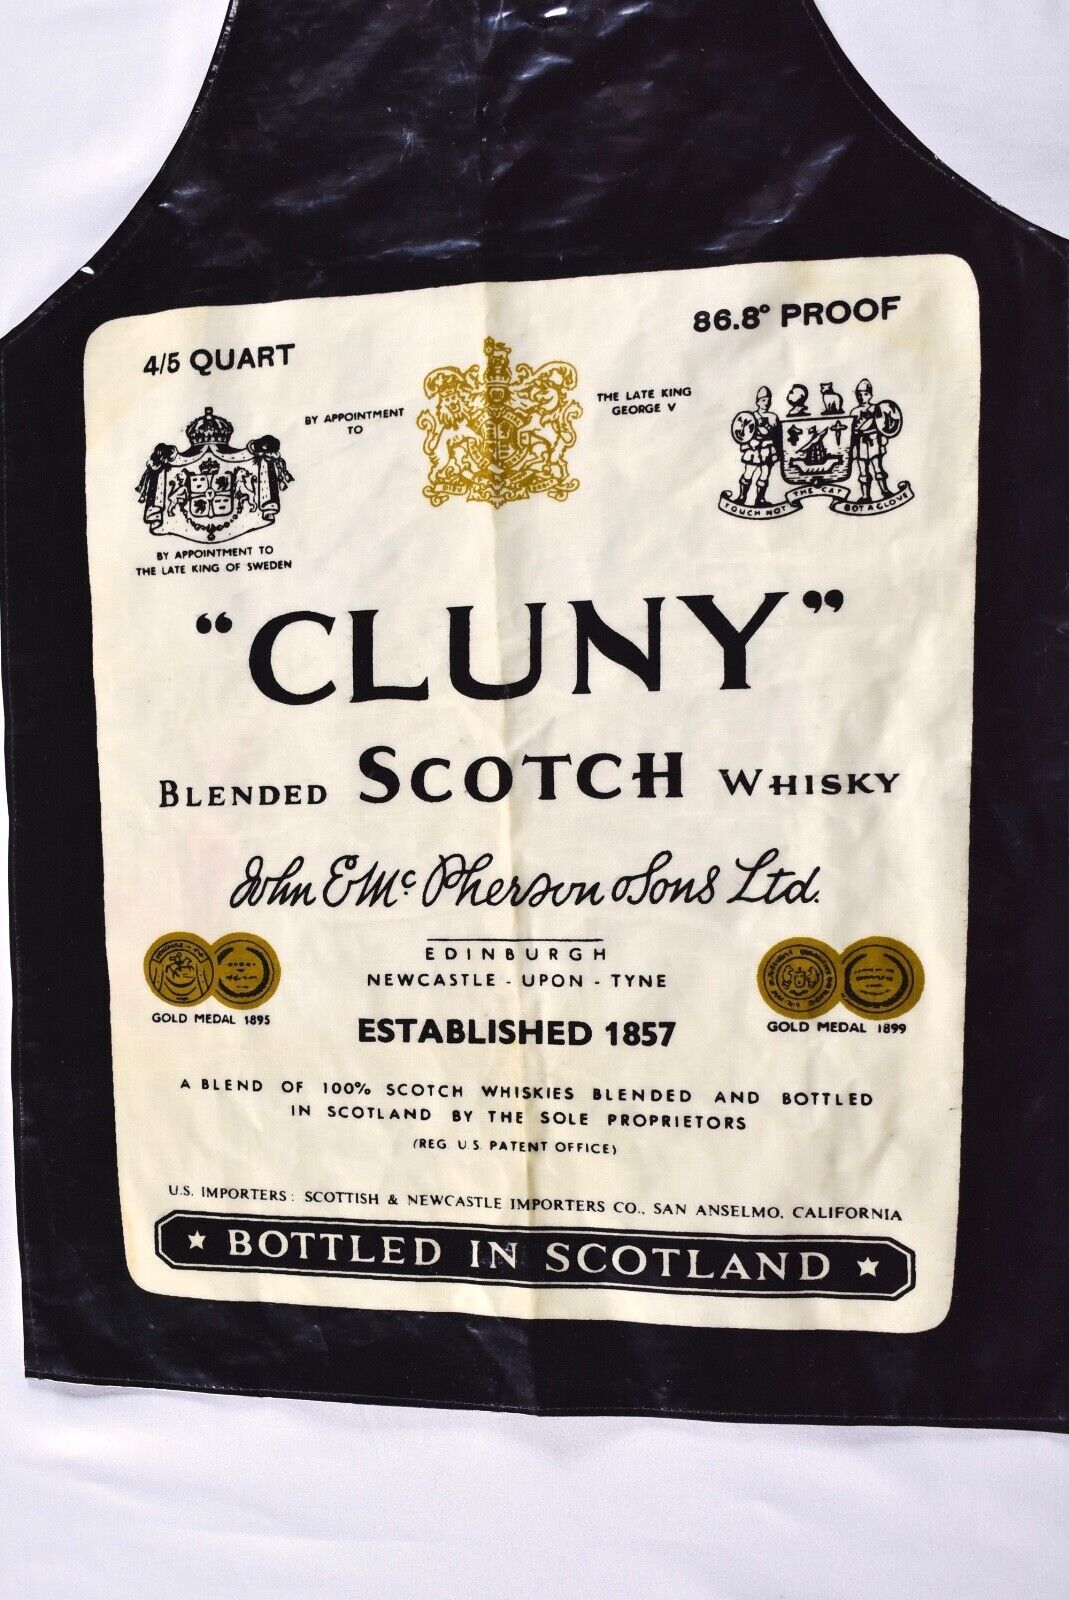 4/5 QUART
86.8° PROOF
BY APPOINTMENT
TO
THE LATE KING
GEORGE V
BY APPOINTMENT TO
THE LATE KING OF SWEDEN
TOUCH NOT THE CAT BOT A GLOVE
“CLUNY”
BLENDED SCOTCH WHISKY
John E Mc Pherson & Sons Ltd.
EDINBURGH
NEWCASTLE - UPON - TYNE
GOLD MEDAL 1895
ESTABLISHED 1857
GOLD MEDAL 1899
A BLEND OF 100% SCOTCH WHISKIES BLENDED AND BOTTLED
IN SCOTLAND BY THE SOLE PROPRIETORS
(REG U.S. PATENT OFFICE)
U.S. IMPORTERS: SCOTTISH & NEWCASTLE IMPORTERS CO., SAN ANSELMO, CALIFORNIA
★ BOTTLED IN SCOTLAND ★